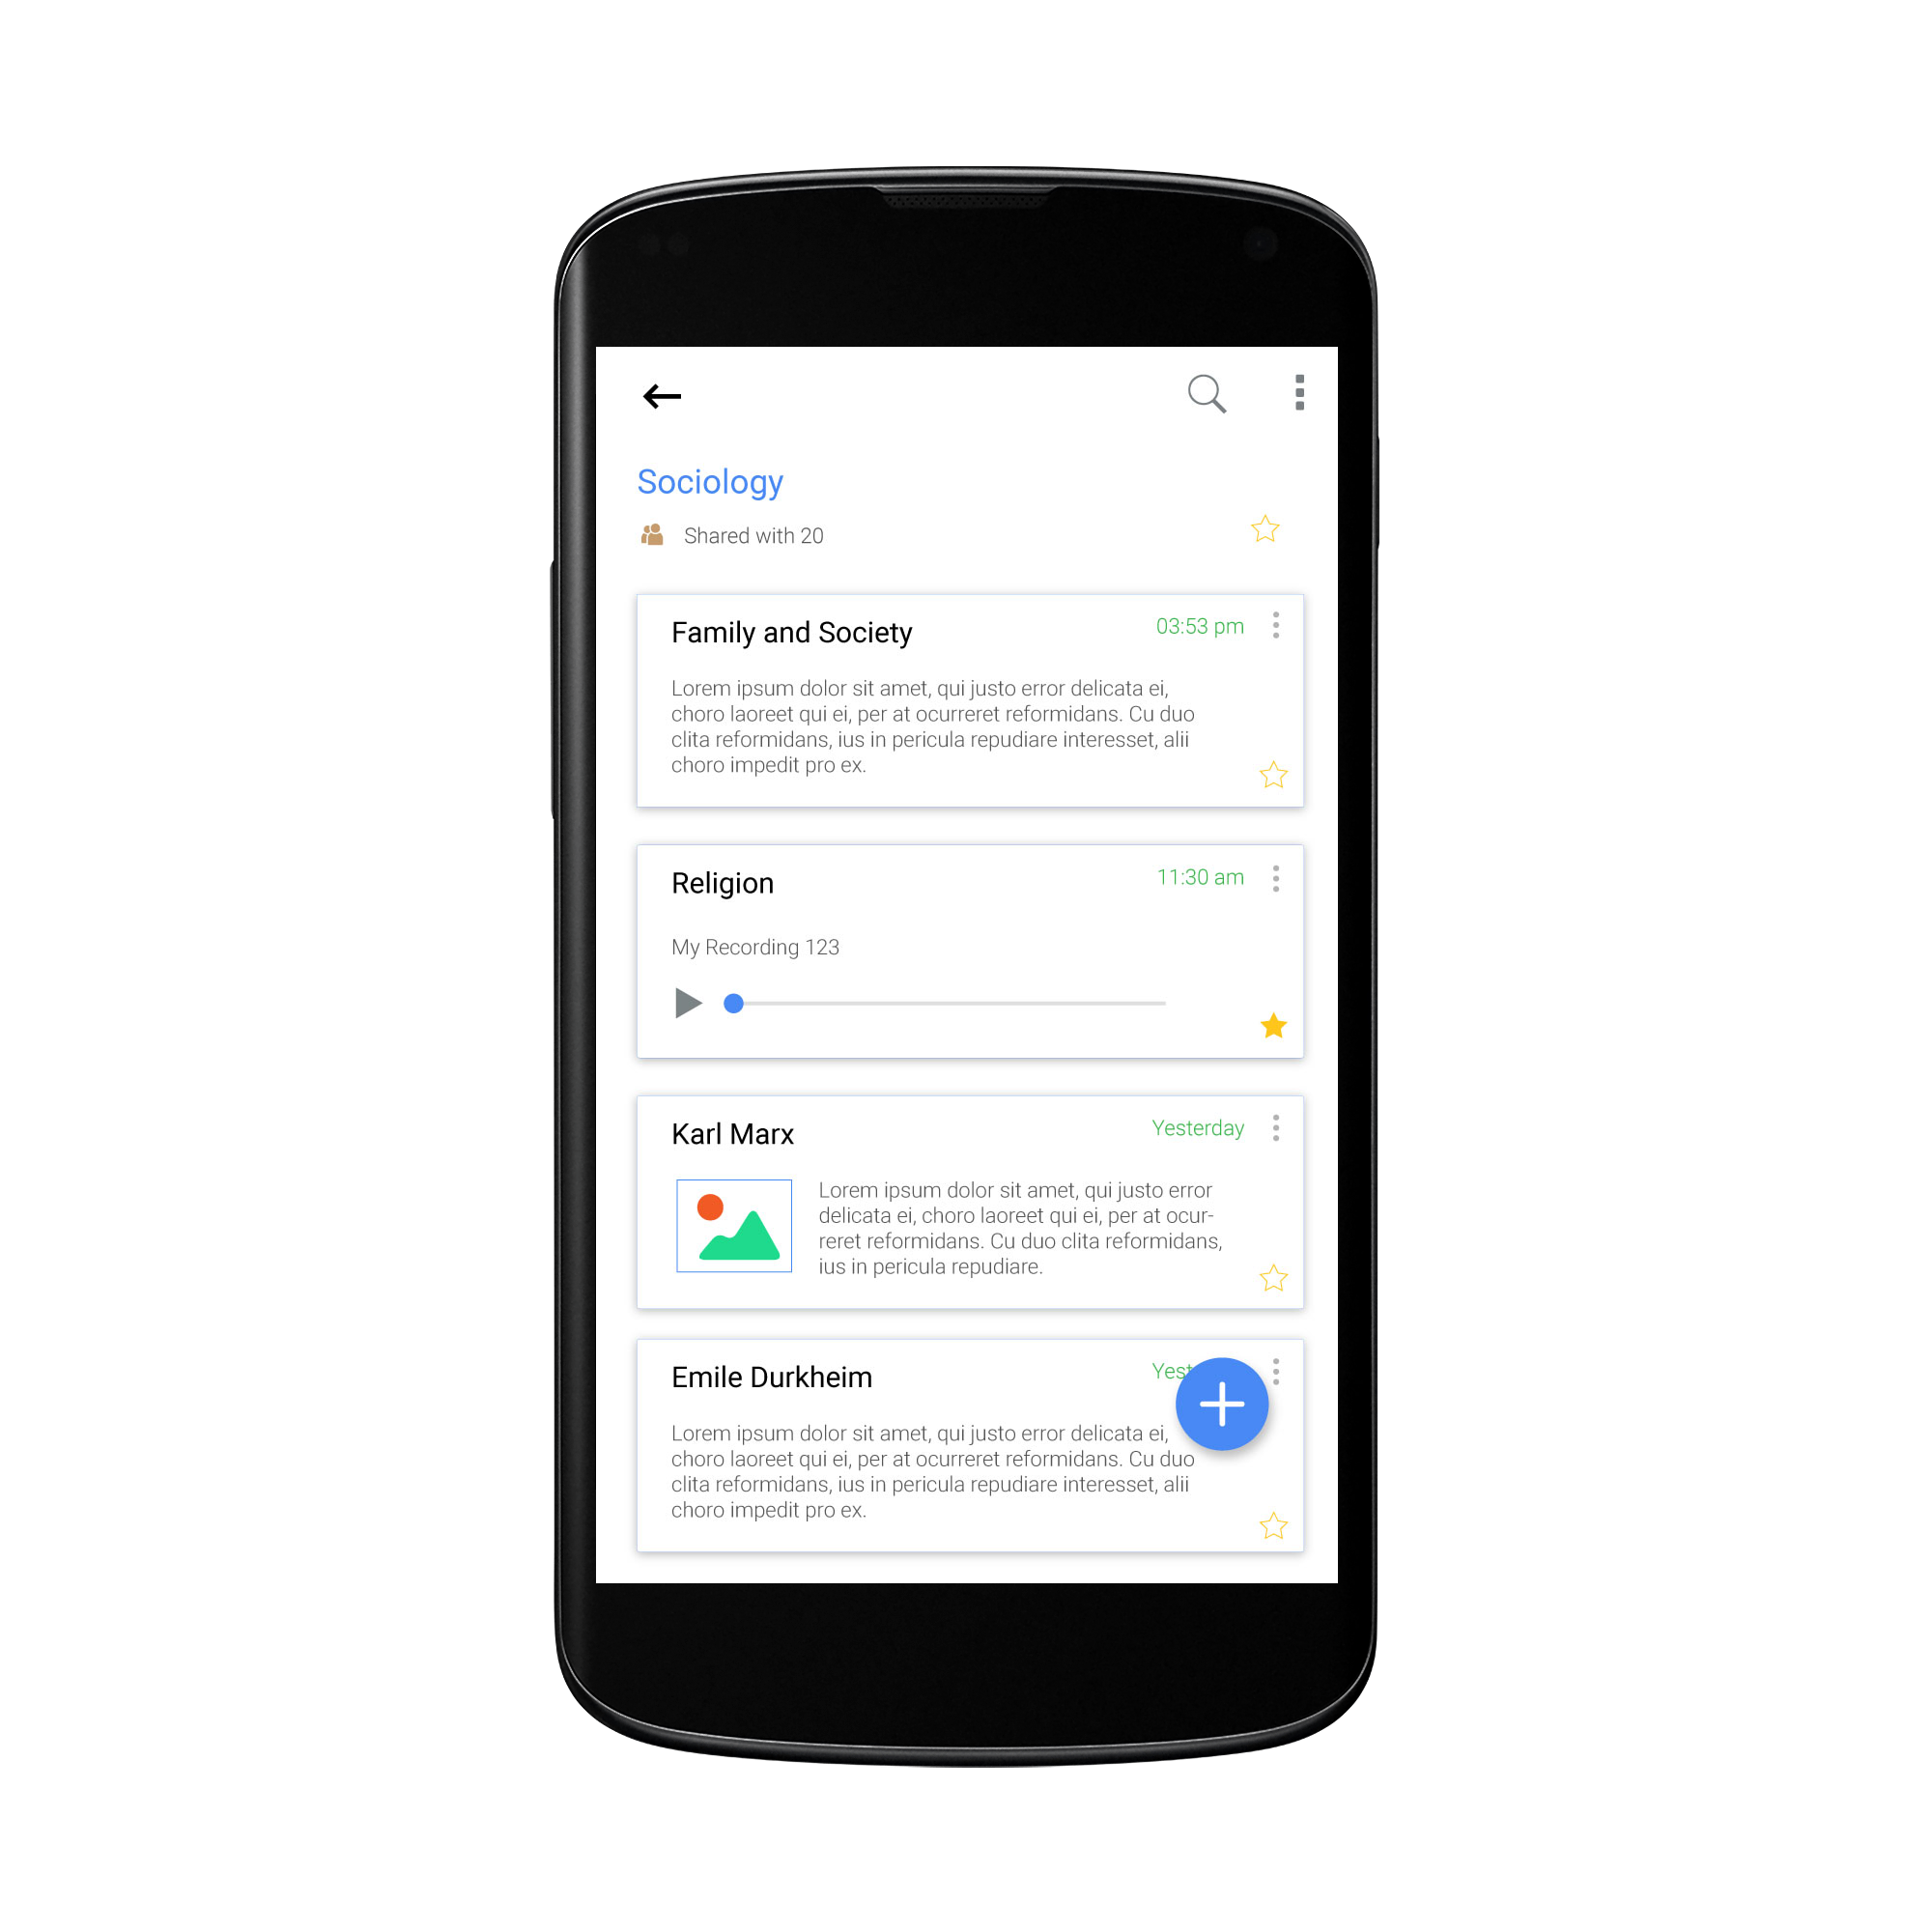 Sociology
Shared with 20
Family and Society
03:53 pm
Lorem ipsum dolor sit amet, qui justo error delicata ei,
choro laoreet qui ei, per at ocurreret reformidans. Cu duo
clita reformidans, ius in pericula repudiare interesset, alii
choro impedit pro ex.
Religion
11:30 am
My Recording 123
Karl Marx
Yesterday
Lorem ipsum dolor sit amet, qui justo error
delicata ei, choro laoreet qui ei, per at ocur-
reret reformidans. Cu duo clita reformidans,
ius in pericula repudiare.
Emile Durkheim
Yest
Lorem ipsum dolor sit amet, qui justo error delicata ei,
choro laoreet qui ei, per at ocurreret reformidans. Cu duo
clita reformidans, ius in pericula repudiare interesset, alii
choro impedit pro ex.